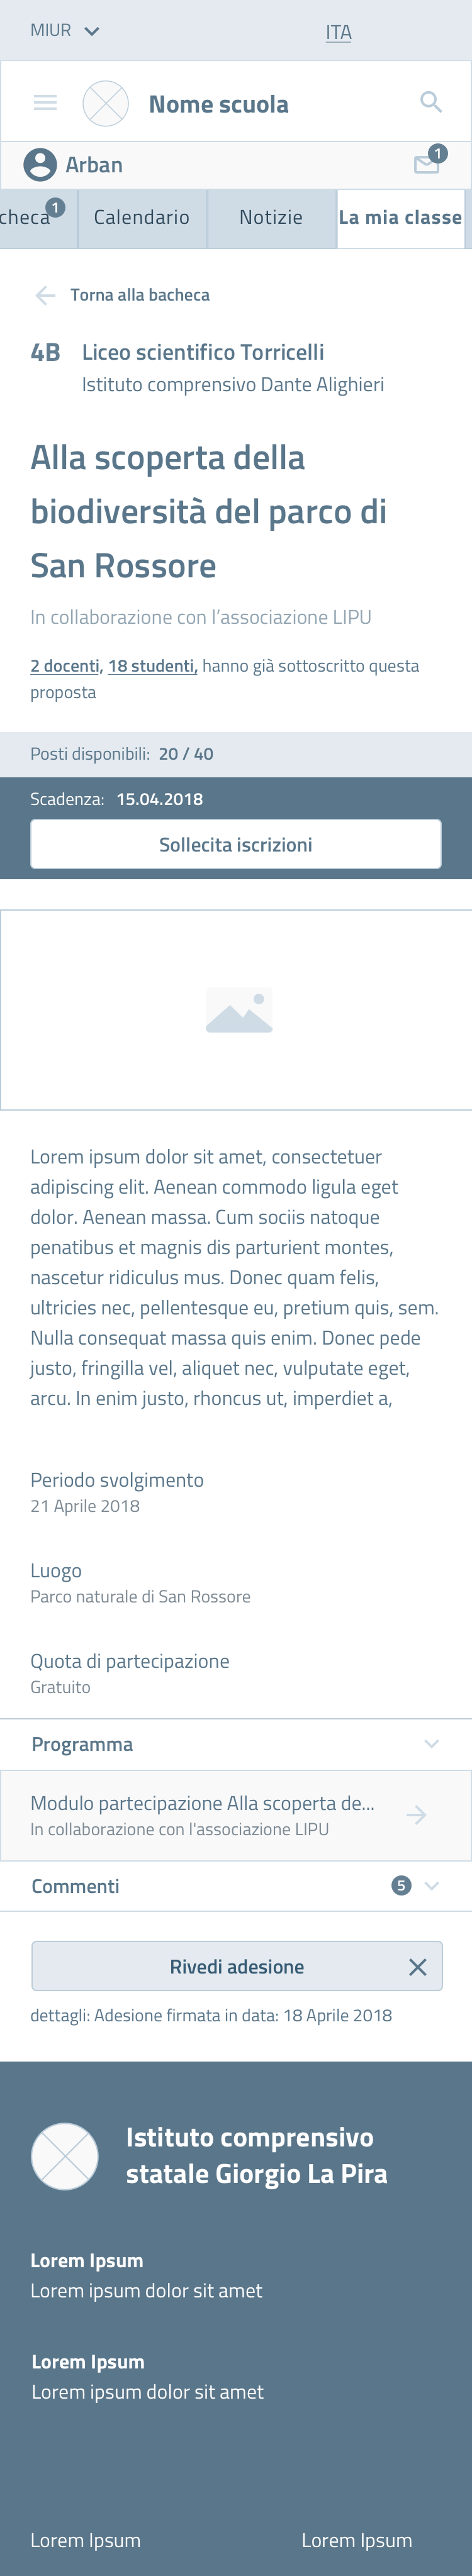 MIUR
ITA
Nome scuola
Arban
1
checa
1
Calendario
Notizie
La mia classe
Torna alla bacheca
4B
Liceo scientifico Torricelli
Istituto comprensivo Dante Alighieri
Alla scoperta della
biodiversità del parco di
San Rossore
In collaborazione con l’associazione LIPU
2 docenti, 18 studenti, hanno già sottoscritto questa
proposta
Posti disponibili: 20 / 40
Scadenza: 15.04.2018
Sollecita iscrizioni
Lorem ipsum dolor sit amet, consectetuer
adipiscing elit. Aenean commodo ligula eget
dolor. Aenean massa. Cum sociis natoque
penatibus et magnis dis parturient montes,
nascetur ridiculus mus. Donec quam felis,
ultricies nec, pellentesque eu, pretium quis, sem.
Nulla consequat massa quis enim. Donec pede
justo, fringilla vel, aliquet nec, vulputate eget,
arcu. In enim justo, rhoncus ut, imperdiet a,
Periodo svolgimento
21 Aprile 2018
Luogo
Parco naturale di San Rossore
Quota di partecipazione
Gratuito
Programma
Modulo partecipazione Alla scoperta de...
In collaborazione con l'associazione LIPU
Commenti
5
Rivedi adesione
dettagli: Adesione firmata in data: 18 Aprile 2018
Istituto comprensivo
statale Giorgio La Pira
Lorem Ipsum
Lorem ipsum dolor sit amet
Lorem Ipsum
Lorem ipsum dolor sit amet
Lorem Ipsum
Lorem Ipsum